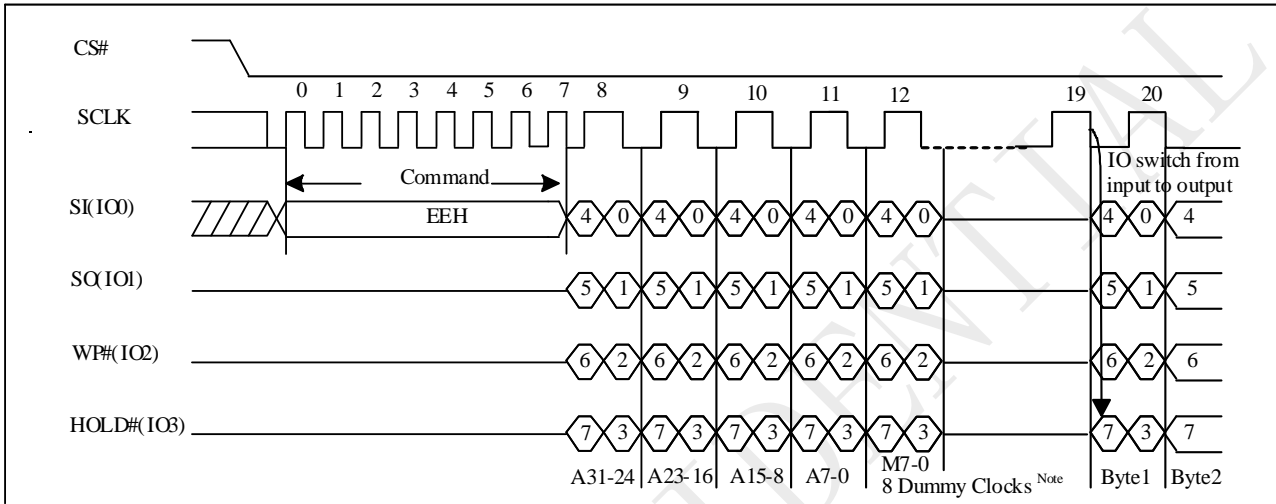 CS#
0 1 2 3 4 5 6 7 8 9 10 11 12 19 20
SCLK
IO switch from
input to output
Command
SI(IO0)
EEH
4 0 4 0 4 0 4 0 4 0 4 0 4
SO(IO1)
5 1 5 1 5 1 5 1 5 1 5 1 5
WP#(IO2)
6 2 6 2 6 2 6 2 6 2 6 2 6
HOLD#(IO3)
7 3 7 3 7 3 7 3 7 3 7 3 7
A31-24 A23-16 A15-8 A7-0 M7-0 Byte1 Byte2
8 Dummy Clocks Note
NDENTIAL